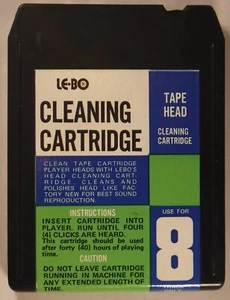 LE-BO
CLEANING
CARTRIDGE
TAPE
HEAD
CLEANING
CARTRIDGE
CLEAN TAPE CARTRIDGE
PLAYER HEADS WITH LEBO'S
HEAD CLEANING CART-
RIDGE. CLEANS AND
POLISHES HEAD LIKE FAC-
TORY NEW FOR BEST SOUND
REPRODUCTION.
INSTRUCTIONS
INSERT CARTRIDGE INTO
PLAYER. RUN UNTIL FOUR
(4) CLICKS ARE HEARD.
This cartridge should be used
after forty (40) hours of playing
time.
CAUTION
DO NOT LEAVE CARTRIDGE
RUNNING IN MACHINE FOR
ANY EXTENDED LENGTH OF
TIME.
USE FOR
8